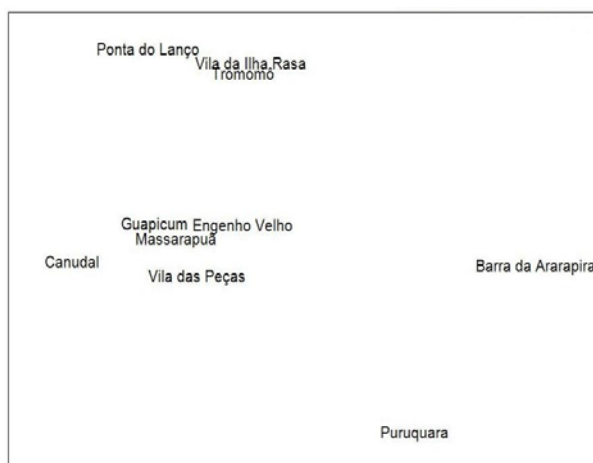 Ponta do Lanço
Vila da Ilha Rasa
Tromomô
Guapicum
Engenho Velho
Massarapuã
Canudal
Barra da Ararapira
Vila das Peças
Puruquara